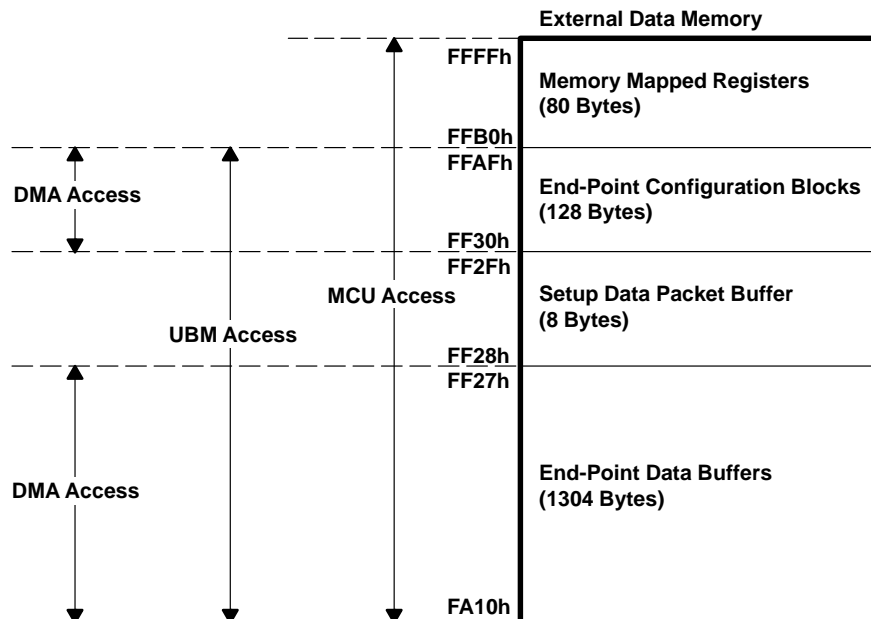 External Data Memory
FFFFh
Memory Mapped Registers
(80 Bytes)
FFB0h
FFAFh
DMA Access
End-Point Configuration Blocks
(128 Bytes)
FF30h
FF2Fh
MCU Access
Setup Data Packet Buffer
(8 Bytes)
UBM Access
FF28h
FF27h
DMA Access
End-Point Data Buffers
(1304 Bytes)
FA10h